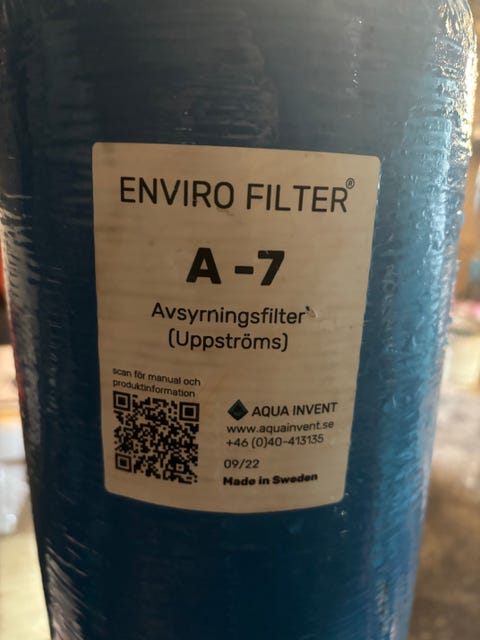 ENVIRO FILTER®
A -7
Avsyrningsfilter
(Uppströms)
scan för manual och
produktinformation
AQUA INVENT
www.aquainvent.se
+46 (0)40-413135
09/22
Made in Sweden